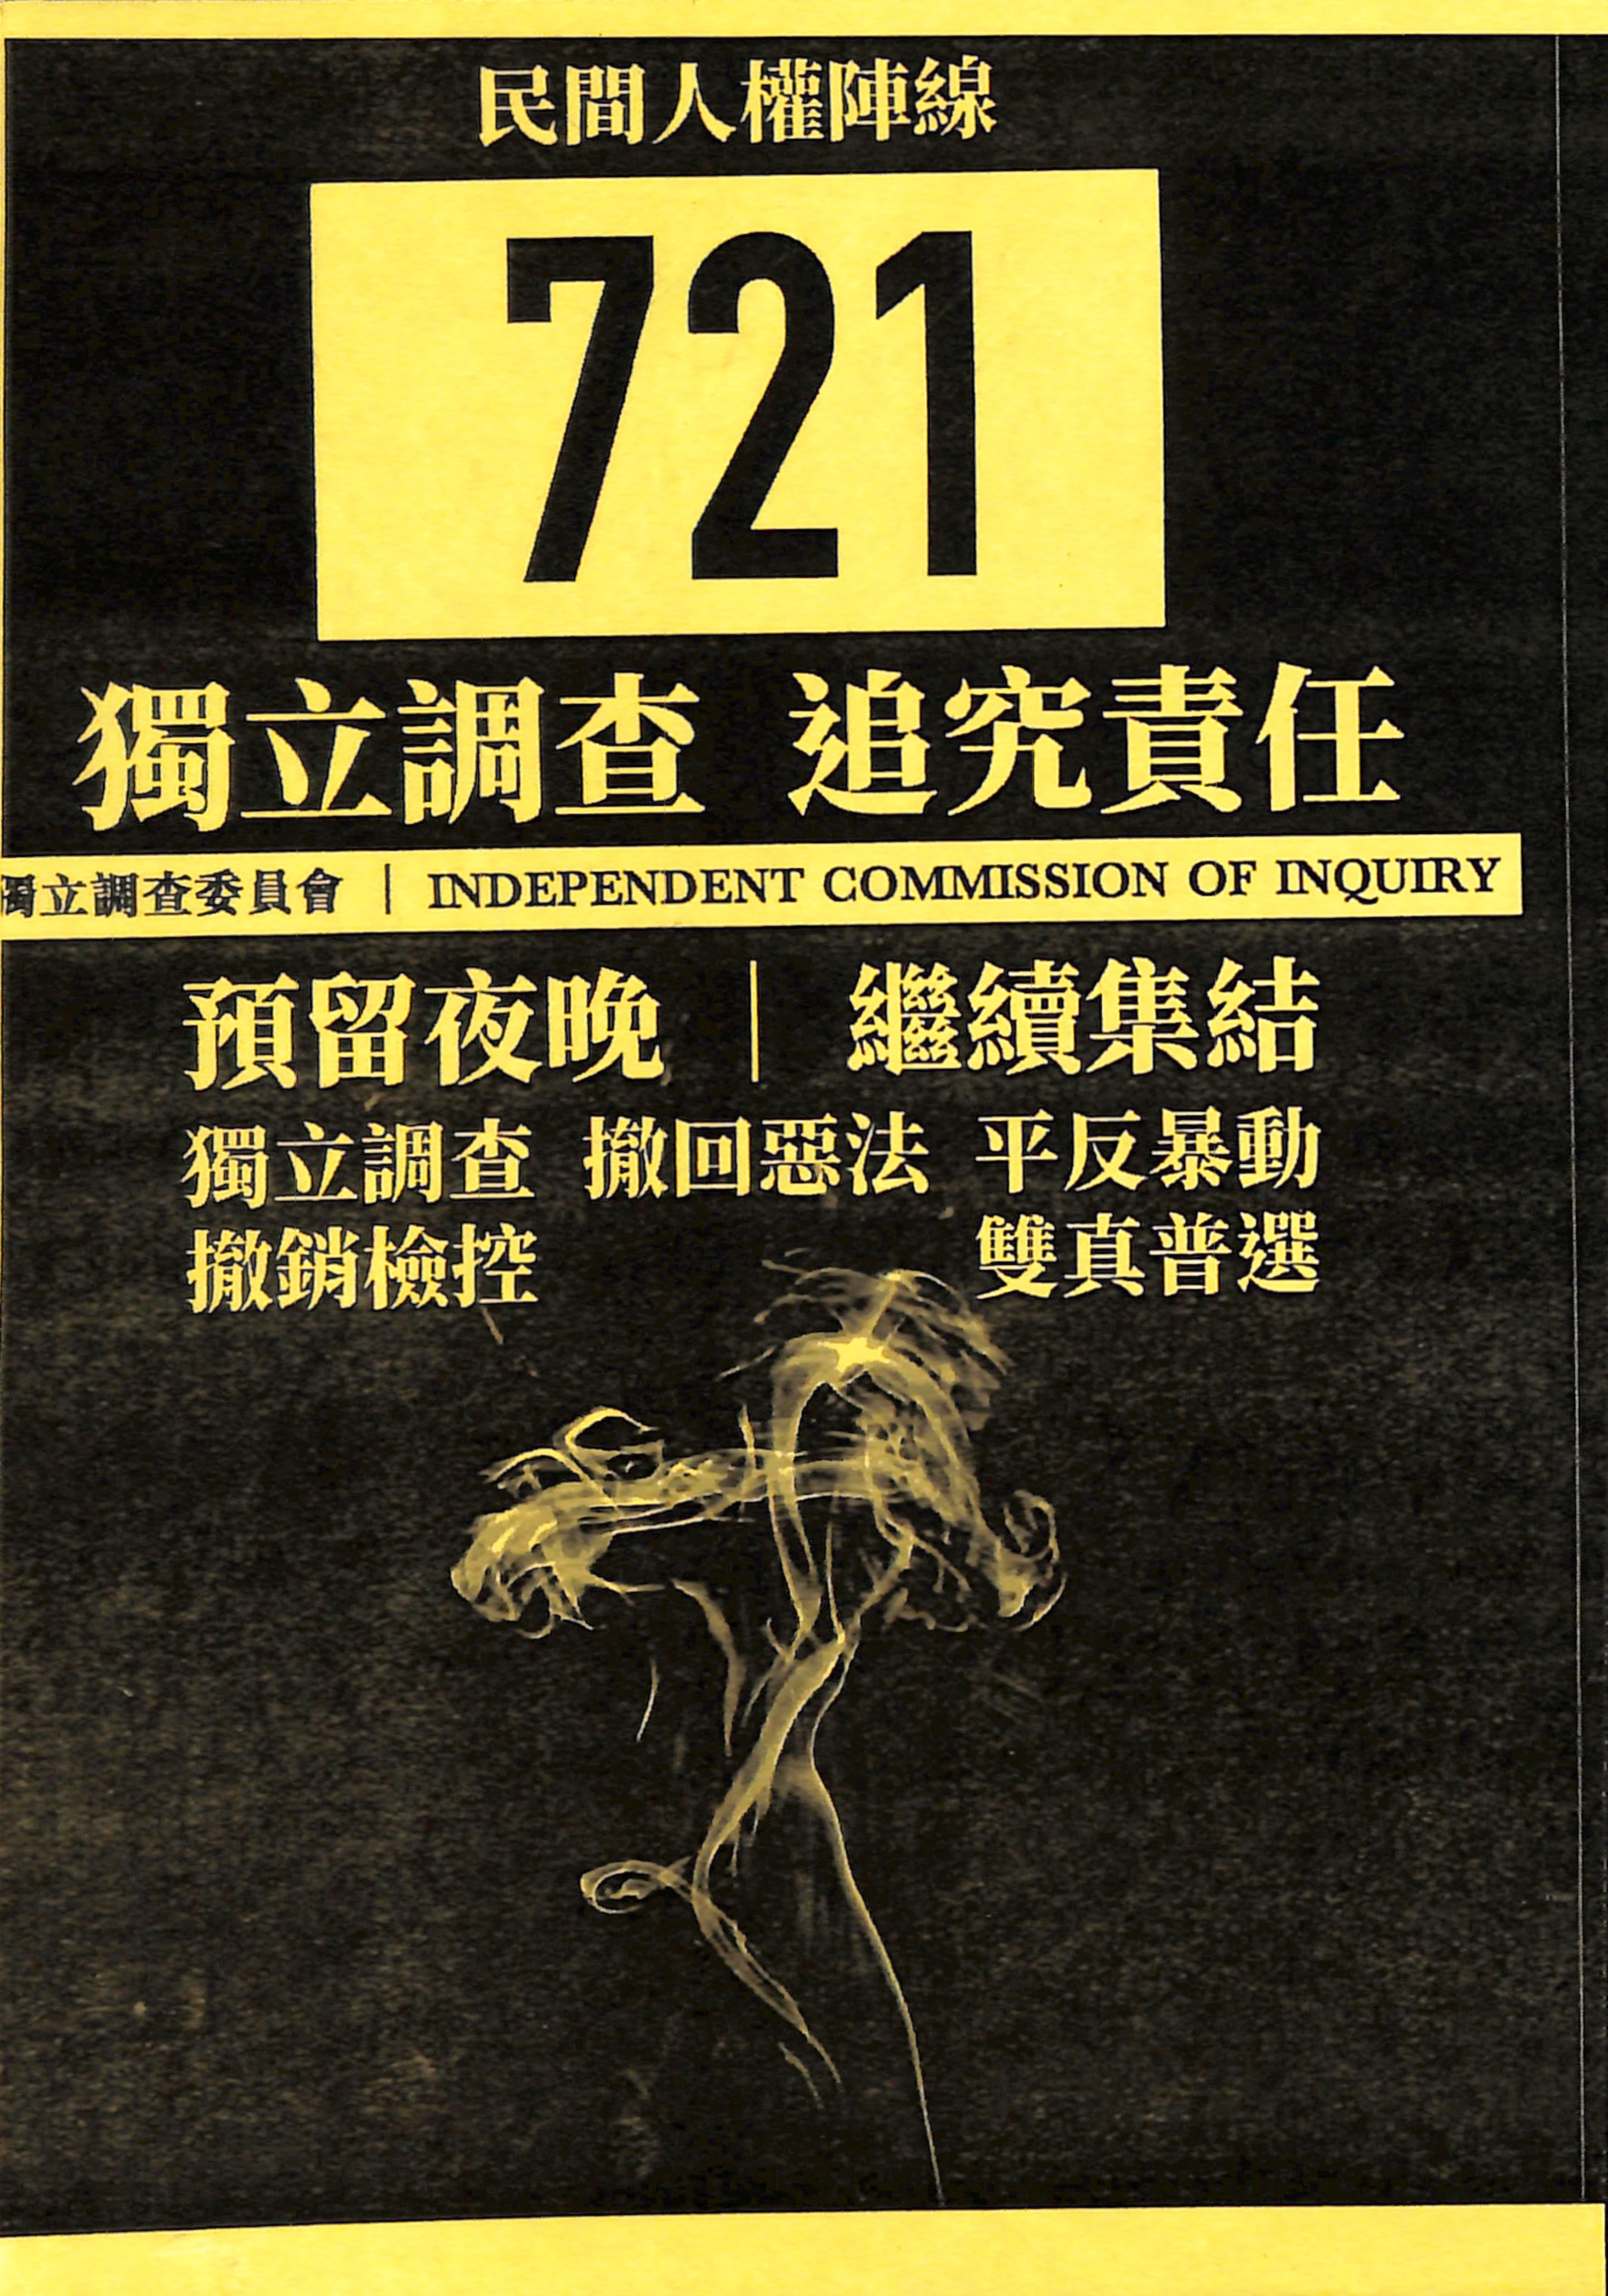 民間人權陣線
721
獨立調查 追究責任
獨立調查委員會 | INDEPENDENT COMMISSION OF INQUIRY
預留夜晚 | 繼續集結
獨立調查 撤回惡法 平反暴動
撤銷檢控 雙真普選